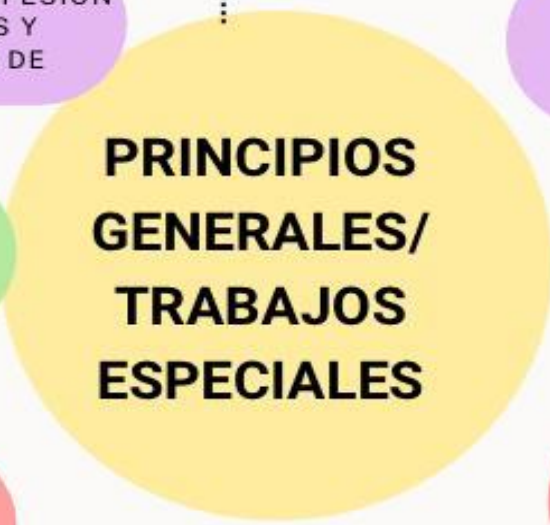 S Y
DE
PRINCIPIOS
GENERALES/
TRABAJOS
ESPECIALES